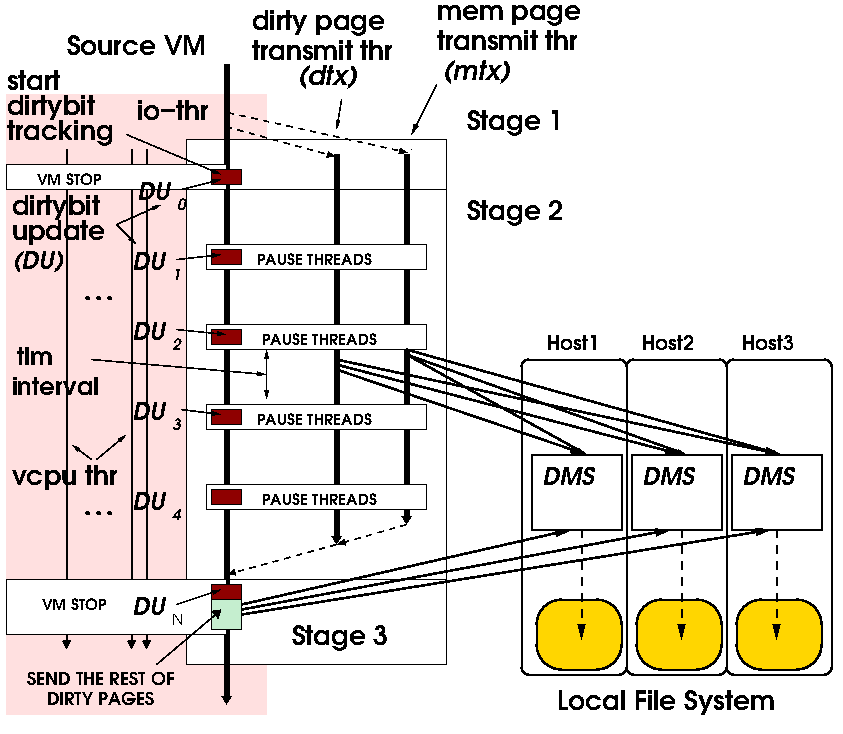 Source VM
dirty page
transmit thr
(dtx)
mem page
transmit thr
(mtx)
start
dirtybit
tracking
io-thr
Stage 1
VM STOP
DU 0
Stage 2
dirtybit
update
(DU)
DU 1
PAUSE THREADS
...
DU 2
PAUSE THREADS
tlm
interval
Host1
Host2
Host3
DU 3
PAUSE THREADS
vcpu thr
DMS
DMS
DMS
DU 4
PAUSE THREADS
...
VM STOP
DU N
Stage 3
SEND THE REST OF
DIRTY PAGES
Local File System